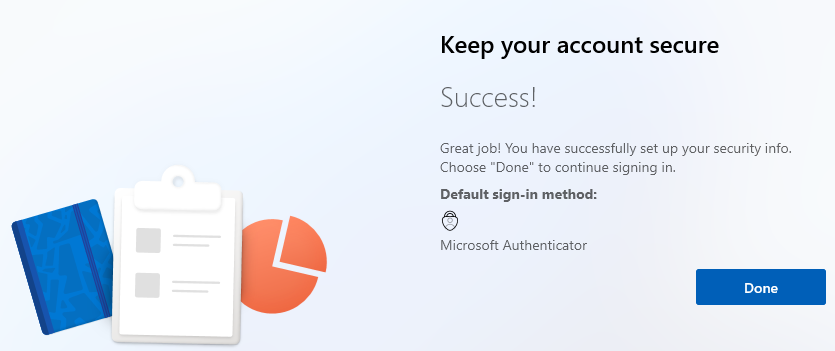 Keep your account secure
Success!
Great job! You have successfully set up your security info.
Choose "Done" to continue signing in.
Default sign-in method:
Microsoft Authenticator
Done